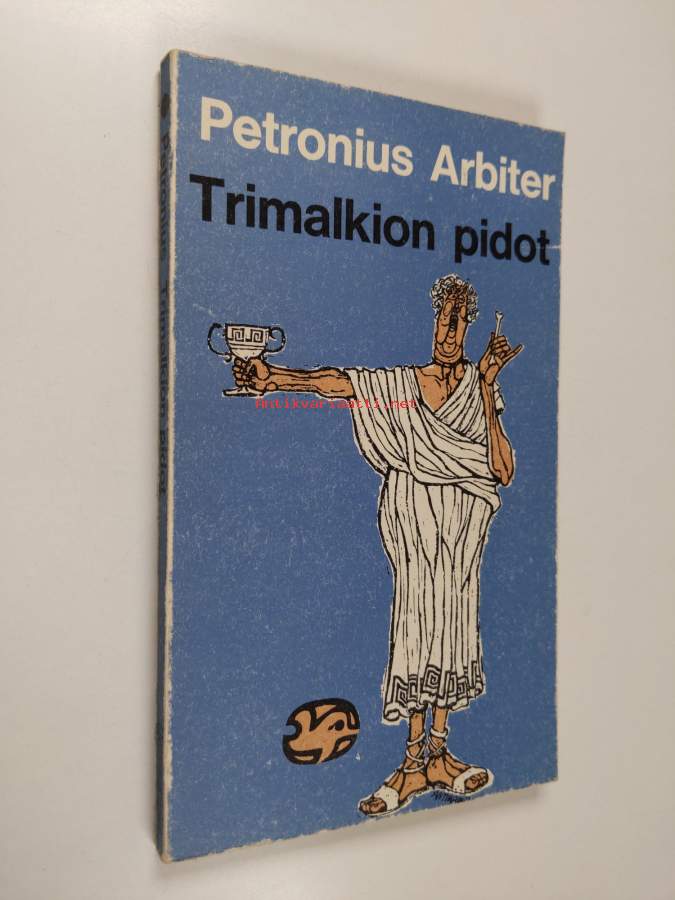 Petronius Arbiter
Trimalkion pidot
Antikvariaatti.net
Petronius Trimalkion pidot